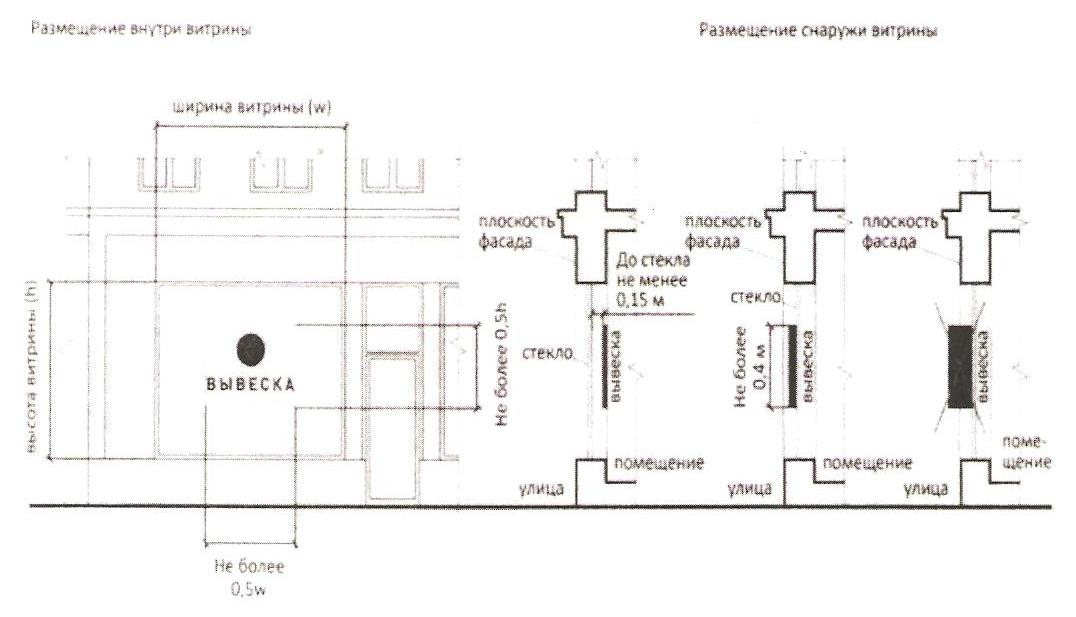 Размещение внутри витрины
Размещение снаружи витрины
ширина витрины (w)
высота витрины (h)
ВЫВЕСКА
Не более 0,5h
Не более
0,5w
плоскость
фасада
До стекла
не менее
0,15 м
стекло
вывеска
помещение
улица
плоскость
фасада
стекло
Не более
0,4 м
вывеска
помещение
улица
плоскость
фасада
вывеска
поме-
щение
улица